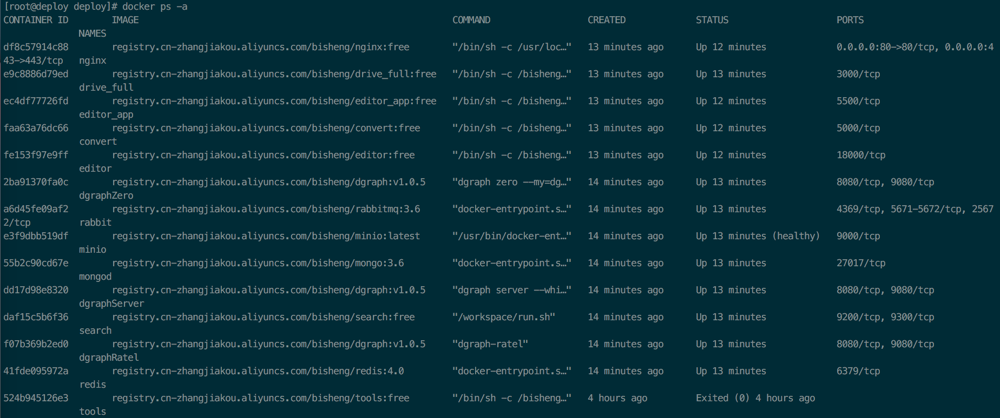 [root@deploy deploy]# docker ps -a
CONTAINER ID        IMAGE                                                          COMMAND                  CREATED             STATUS                    PORTS
              NAMES
df8c57914c88        registry.cn-zhangjiakou.aliyuncs.com/bisheng/nginx:free        "/bin/sh -c /usr/loc…"   13 minutes ago      Up 12 minutes             0.0.0.0:80->80/tcp, 0.0.0.0:4
43->443/tcp   nginx
e9c8886d79ed        registry.cn-zhangjiakou.aliyuncs.com/bisheng/drive_full:free   "/bin/sh -c /bisheng…"   13 minutes ago      Up 13 minutes             3000/tcp
              drive_full
ec4df77726fd        registry.cn-zhangjiakou.aliyuncs.com/bisheng/editor_app:free   "/bin/sh -c /bisheng…"   13 minutes ago      Up 12 minutes             5500/tcp
              editor_app
faa63a76dc66        registry.cn-zhangjiakou.aliyuncs.com/bisheng/convert:free      "/bin/sh -c /bisheng…"   13 minutes ago      Up 12 minutes             5000/tcp
              convert
fe153f97e9ff        registry.cn-zhangjiakou.aliyuncs.com/bisheng/editor:free       "/bin/sh -c /bisheng…"   13 minutes ago      Up 12 minutes             18000/tcp
              editor
2ba91370fa0c        registry.cn-zhangjiakou.aliyuncs.com/bisheng/dgraph:v1.0.5     "dgraph zero --my=dg…"   14 minutes ago      Up 13 minutes             8080/tcp, 9080/tcp
              dgraphZero
a6d45fe09af2        registry.cn-zhangjiakou.aliyuncs.com/bisheng/rabbitmq:3.6      "docker-entrypoint.s…"   14 minutes ago      Up 13 minutes             4369/tcp, 5671-5672/tcp, 2567
2/tcp         rabbit
e3f9dbb519df        registry.cn-zhangjiakou.aliyuncs.com/bisheng/minio:latest      "/usr/bin/docker-ent…"   14 minutes ago      Up 13 minutes (healthy)   9000/tcp
              minio
55b2c90cd67e        registry.cn-zhangjiakou.aliyuncs.com/bisheng/mongo:3.6         "docker-entrypoint.s…"   14 minutes ago      Up 13 minutes             27017/tcp
              mongod
dd17d98e8320        registry.cn-zhangjiakou.aliyuncs.com/bisheng/dgraph:v1.0.5     "dgraph server --whi…"   14 minutes ago      Up 13 minutes             8080/tcp, 9080/tcp
              dgraphServer
daf15c5b6f36        registry.cn-zhangjiakou.aliyuncs.com/bisheng/search:free       "/workspace/run.sh"      14 minutes ago      Up 13 minutes             9200/tcp, 9300/tcp
              search
f07b369b2ed0        registry.cn-zhangjiakou.aliyuncs.com/bisheng/dgraph:v1.0.5     "dgraph-ratel"           14 minutes ago      Up 13 minutes             8080/tcp, 9080/tcp
              dgraphRatel
41fde095972a        registry.cn-zhangjiakou.aliyuncs.com/bisheng/redis:4.0         "docker-entrypoint.s…"   14 minutes ago      Up 13 minutes             6379/tcp
              redis
524b945126e3        registry.cn-zhangjiakou.aliyuncs.com/bisheng/tools:free        "/bin/sh -c /bisheng…"   4 hours ago         Exited (0) 4 hours ago
              tools